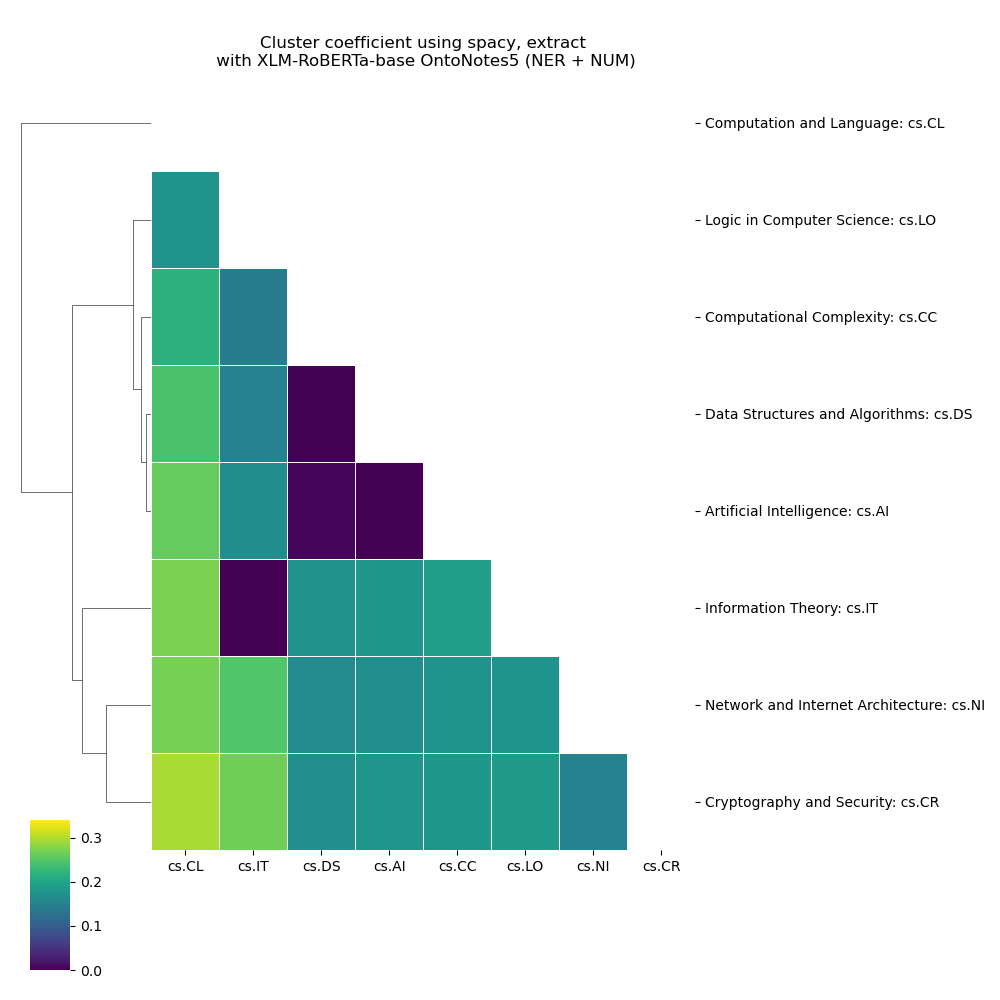 Cluster coefficient using spacy, extract
with XLM-RoBERTa-base OntoNotes5 (NER + NUM)
Computation and Language: cs.CL
Logic in Computer Science: cs.LO
Computational Complexity: cs.CC
Data Structures and Algorithms: cs.DS
Artificial Intelligence: cs.AI
Information Theory: cs.IT
Network and Internet Architecture: cs.NI
Cryptography and Security: cs.CR
cs.CL cs.IT cs.DS cs.AI cs.CC cs.LO cs.NI cs.CR
0.3
0.2
0.1
0.0